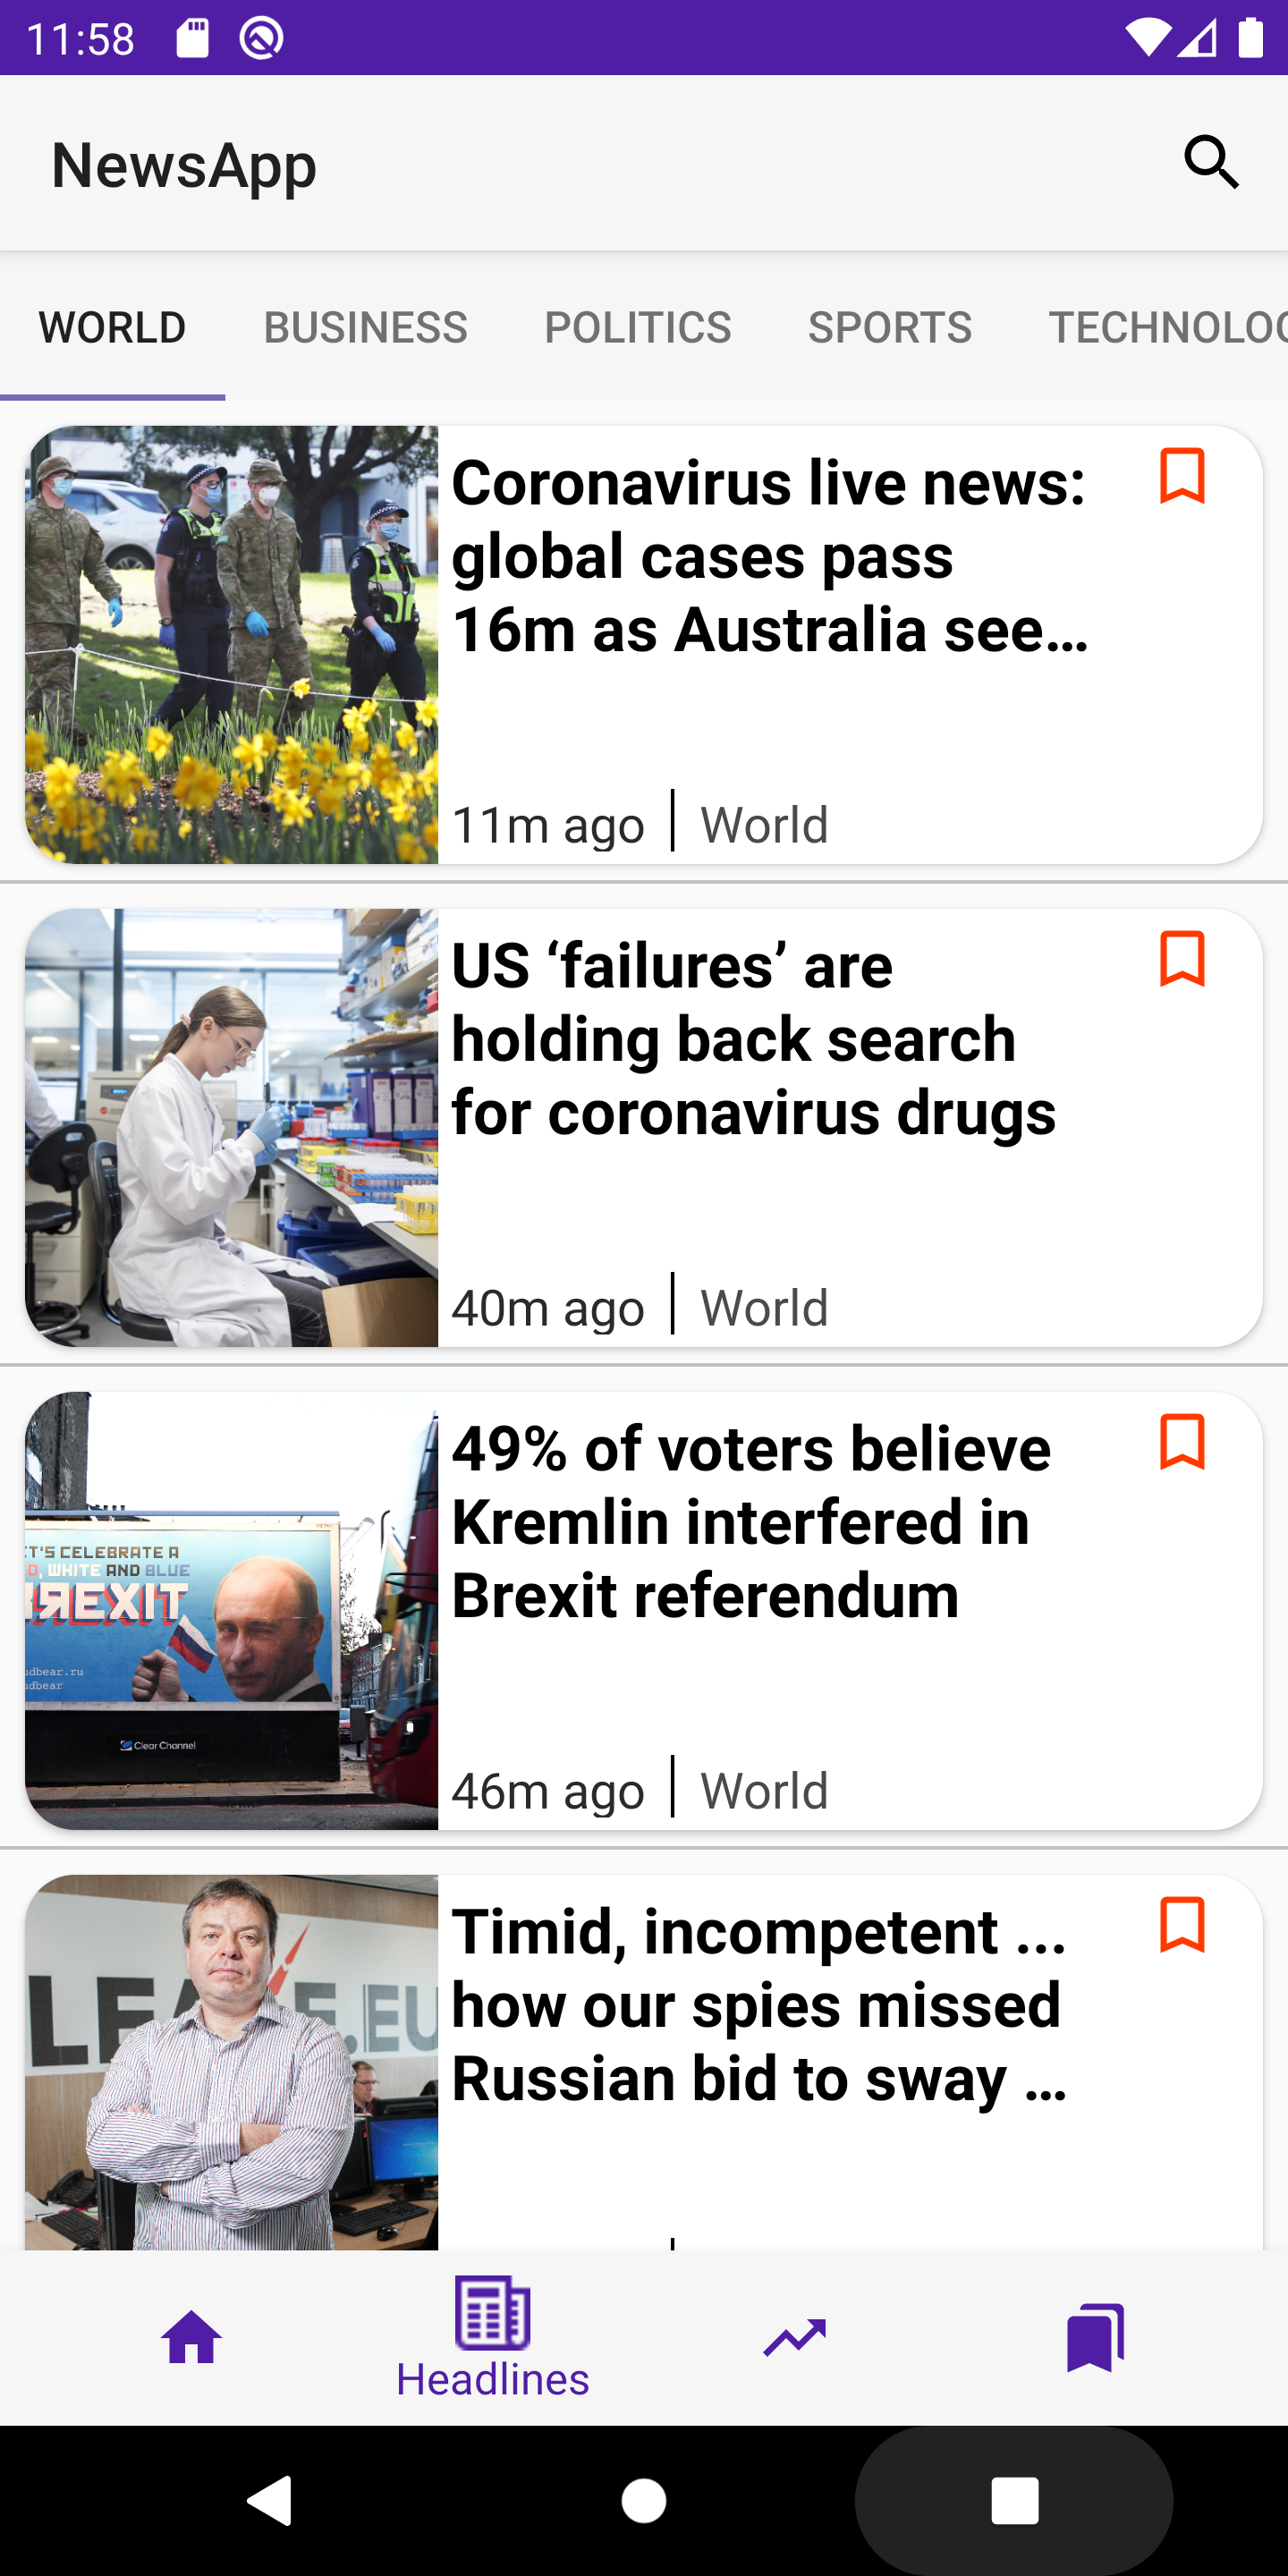 11:58
NewsApp
WORLD BUSINESS POLITICS SPORTS TECHNOLOG
Coronavirus live news:
global cases pass
16m as Australia see…
11m ago | World
US ‘failures’ are
holding back search
for coronavirus drugs
40m ago | World
T'S CELEBRATE A
WHITE AND BLUE
BREXIT
dbear.ru
dbear
Clear Channel
49% of voters believe
Kremlin interfered in
Brexit referendum
46m ago | World
LEAVE.EU
Timid, incompetent ...
how our spies missed
Russian bid to sway …
Headlines